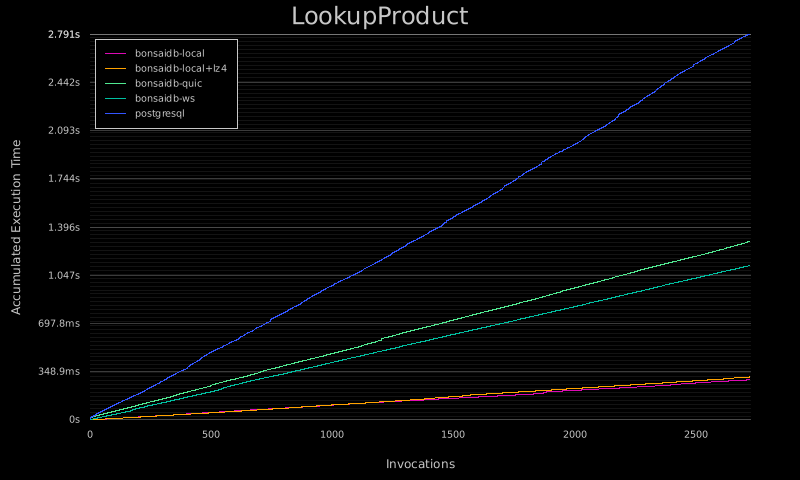 LookupProduct
2.791s
2.442s
2.093s
1.744s
1.396s
1.047s
697.8ms
348.9ms
0s
Accumulated Execution Time
bonsaidb-local
bonsaidb-local+lz4
bonsaidb-quic
bonsaidb-ws
postgresql
0 500 1000 1500 2000 2500
Invocations